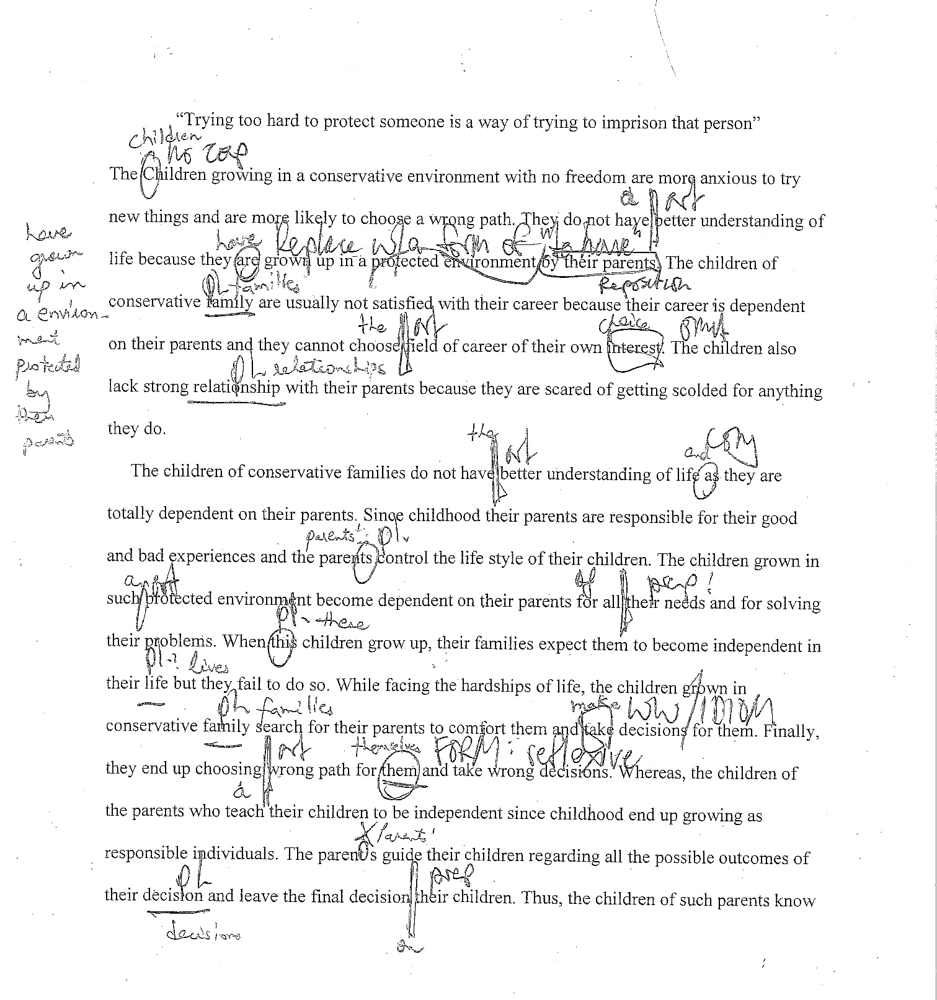 “Trying too hard to protect someone is a way of trying to imprison that person”
children
no cap
The Children growing in a conservative environment with no freedom are more anxious to try
a art
new things and are more likely to choose a wrong path. They do not have better understanding of
have Replace w/a form of "to have"!
life because they are grown up in a protected environment by their parents. The children of
have
grown
up in
a environ-
ment
protected
by
their
parents
PL families Reposition
conservative family are usually not satisfied with their career because their career is dependent
the art choice omit
on their parents and they cannot choose field of career of their own interest. The children also
PL relationships
lack strong relationship with their parents because they are scared of getting scolded for anything
they do.
the art and
The children of conservative families do not have better understanding of life as they are
totally dependent on their parents. Since childhood their parents are responsible for their good
parents' pl.
and bad experiences and the parents control the life style of their children. The children grown in
a art of prep!
such protected environment become dependent on their parents for all their needs and for solving
pl. these
their problems. When this children grow up, their families expect them to become independent in
pl.? lives
their life but they fail to do so. While facing the hardships of life, the children grown in
PL families make WW/IDIOM
conservative family search for their parents to comfort them and take decisions for them. Finally,
art themselves FORM: reflexive
they end up choosing wrong path for them and take wrong decisions. Whereas, the children of
a
the parents who teach their children to be independent since childhood end up growing as
Parents'
responsible individuals. The parents guide their children regarding all the possible outcomes of
PL prep
their decision and leave the final decision their children. Thus, the children of such parents know
decisions
on